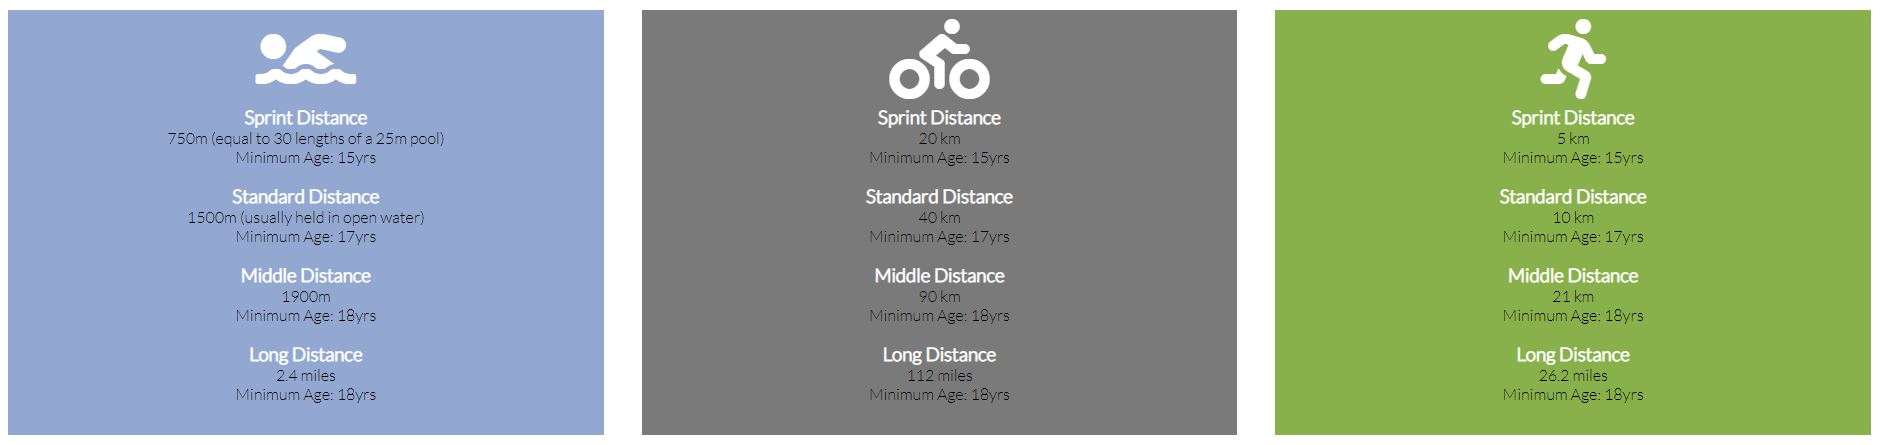 Sprint Distance
750m (equal to 30 lengths of a 25m pool)
Minimum Age: 15yrs
Standard Distance
1500m (usually held in open water)
Minimum Age: 17yrs
Middle Distance
1900m
Minimum Age: 18yrs
Long Distance
2.4 miles
Minimum Age: 18yrs
Sprint Distance
20 km
Minimum Age: 15yrs
Standard Distance
40 km
Minimum Age: 17yrs
Middle Distance
90 km
Minimum Age: 18yrs
Long Distance
112 miles
Minimum Age: 18yrs
Sprint Distance
5 km
Minimum Age: 15yrs
Standard Distance
10 km
Minimum Age: 17yrs
Middle Distance
21 km
Minimum Age: 18yrs
Long Distance
26.2 miles
Minimum Age: 18yrs